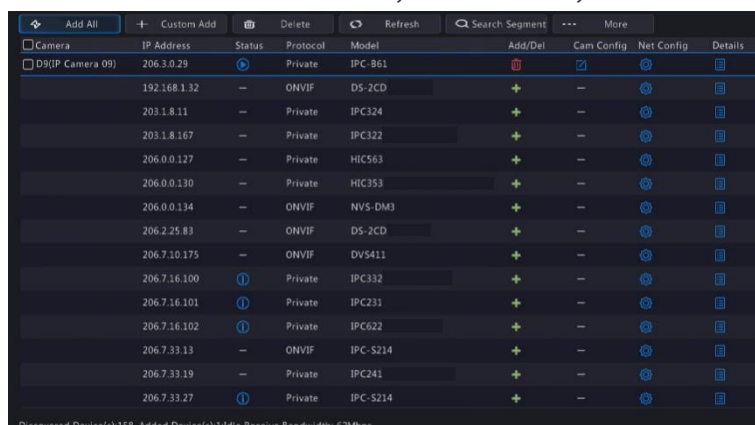 Add All Custom Add Delete Refresh Search Segment More
Camera IP Address Status Protocol Model Add/Del Cam Config Net Config Details
D9(IP Camera 09) 206.3.0.29 Private IPC-861
192.168.1.32 — ONVIF DS-2CD —
203.1.8.11 — Private IPC324 —
203.1.8.167 — Private IPC322 —
206.0.0.127 — Private HIC563 —
206.0.0.130 — Private HIC353 —
206.0.0.134 — ONVIF NVS-DM3 —
206.2.25.83 — ONVIF DS-2CD —
206.7.10.175 — ONVIF DVS411 —
206.7.16.100 Private IPC332 —
206.7.16.101 Private IPC231 —
206.7.16.102 Private IPC622 —
206.7.33.13 — ONVIF IPC-S214 —
206.7.33.19 — Private IPC241 —
206.7.33.27 Private IPC-S214 —